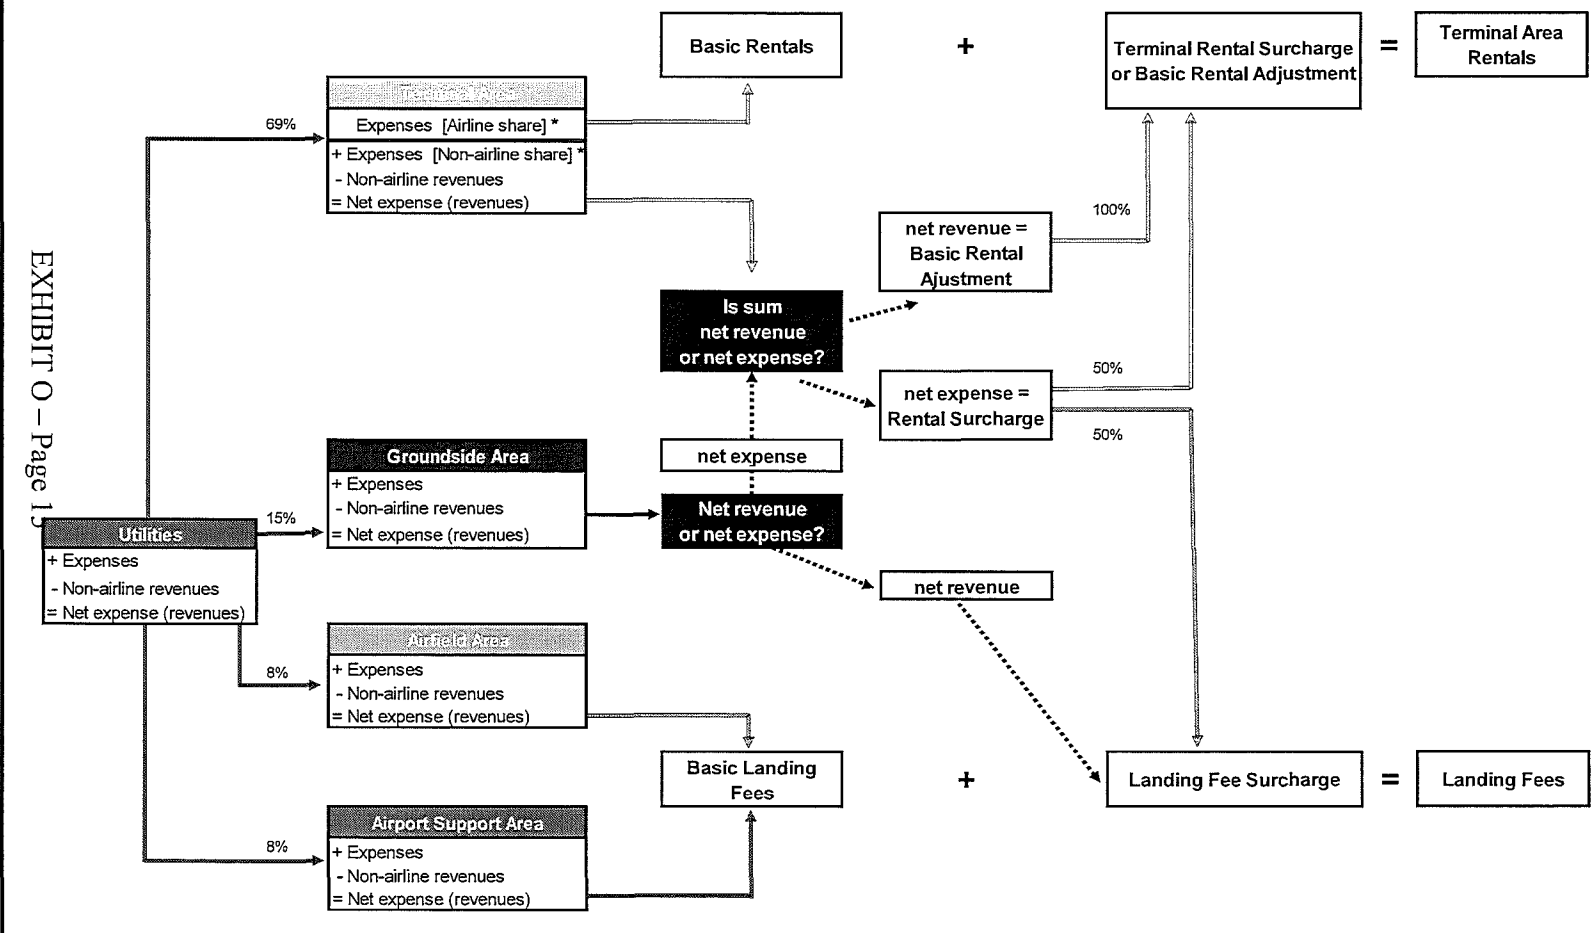 Basic Rentals
+
Terminal Rental Surcharge
or Basic Rental Adjustment
=
Terminal Area
Rentals
Terminal Area
69%
Expenses [Airline share] *
+ Expenses [Non-airline share] *
- Non-airline revenues
= Net expense (revenues)
net revenue =
Basic Rental
Ajustment
100%
Is sum
net revenue
or net expense?
net expense =
Rental Surcharge
50%
50%
EXHIBIT O – Page
Groundside Area
+ Expenses
- Non-airline revenues
= Net expense (revenues)
net expense
Net revenue
or net expense?
15%
Utilities
+ Expenses
- Non-airline revenues
= Net expense (revenues)
net revenue
Airfield Area
8%
+ Expenses
- Non-airline revenues
= Net expense (revenues)
Basic Landing
Fees
+
Landing Fee Surcharge
=
Landing Fees
Airport Support Area
8%
+ Expenses
- Non-airline revenues
= Net expense (revenues)